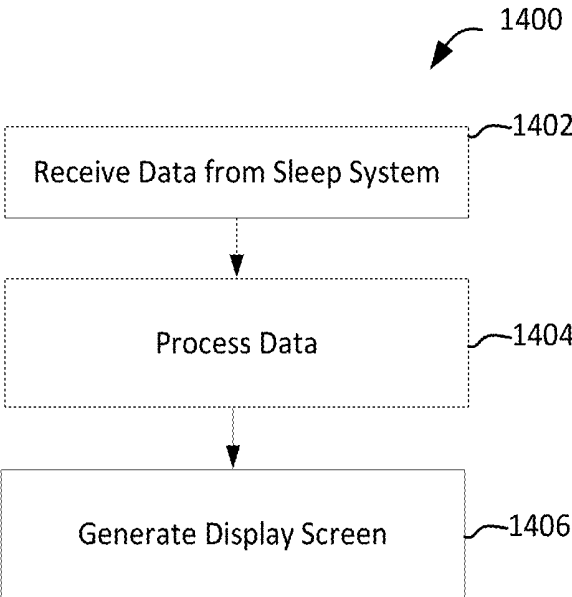 1400
1402
Receive Data from Sleep System
Process Data
1404
Generate Display Screen
1406